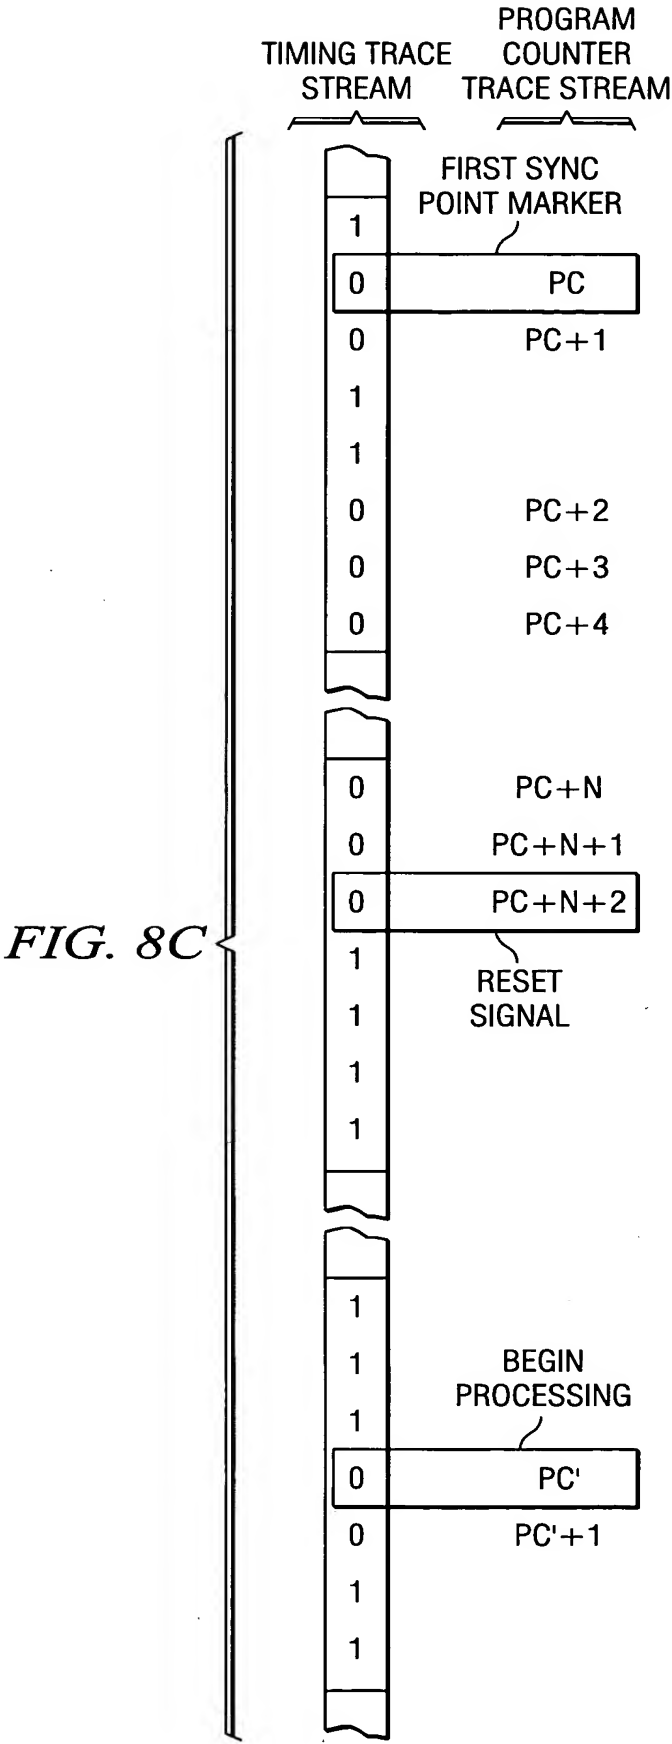 TIMING TRACE
STREAM
PROGRAM
COUNTER
TRACE STREAM
FIRST SYNC
POINT MARKER
1
0 PC
0 PC+1
1
1
0 PC+2
0 PC+3
0 PC+4
0 PC+N
0 PC+N+1
0 PC+N+2
FIG. 8C
1
RESET
SIGNAL
1
1
1
1
1
BEGIN
PROCESSING
1
0 PC'
0 PC'+1
1
1